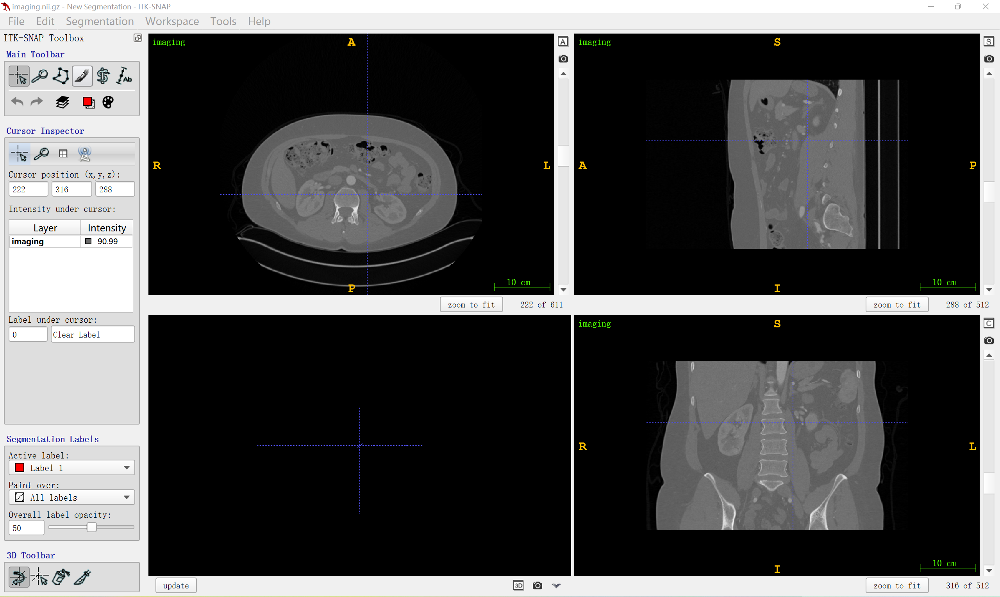 imaging.nii.gz - New Segmentation - ITK-SNAP
File Edit Segmentation Workspace Tools Help
ITK-SNAP Toolbox
Main Toolbar
Ab
Cursor Inspector
Cursor position (x,y,z):
222 316 288
Intensity under cursor:
Layer Intensity
imaging 90.99
Label under cursor:
0 Clear Label
Segmentation Labels
Active label:
Label 1
Paint over:
All labels
Overall label opacity:
50
3D Toolbar
imaging
A
R
L
P
10 cm
A
zoom to fit 222 of 611
imaging
S
A
P
I
10 cm
S
zoom to fit 288 of 512
update
3D
imaging
S
R
L
I
10 cm
C
zoom to fit 316 of 512